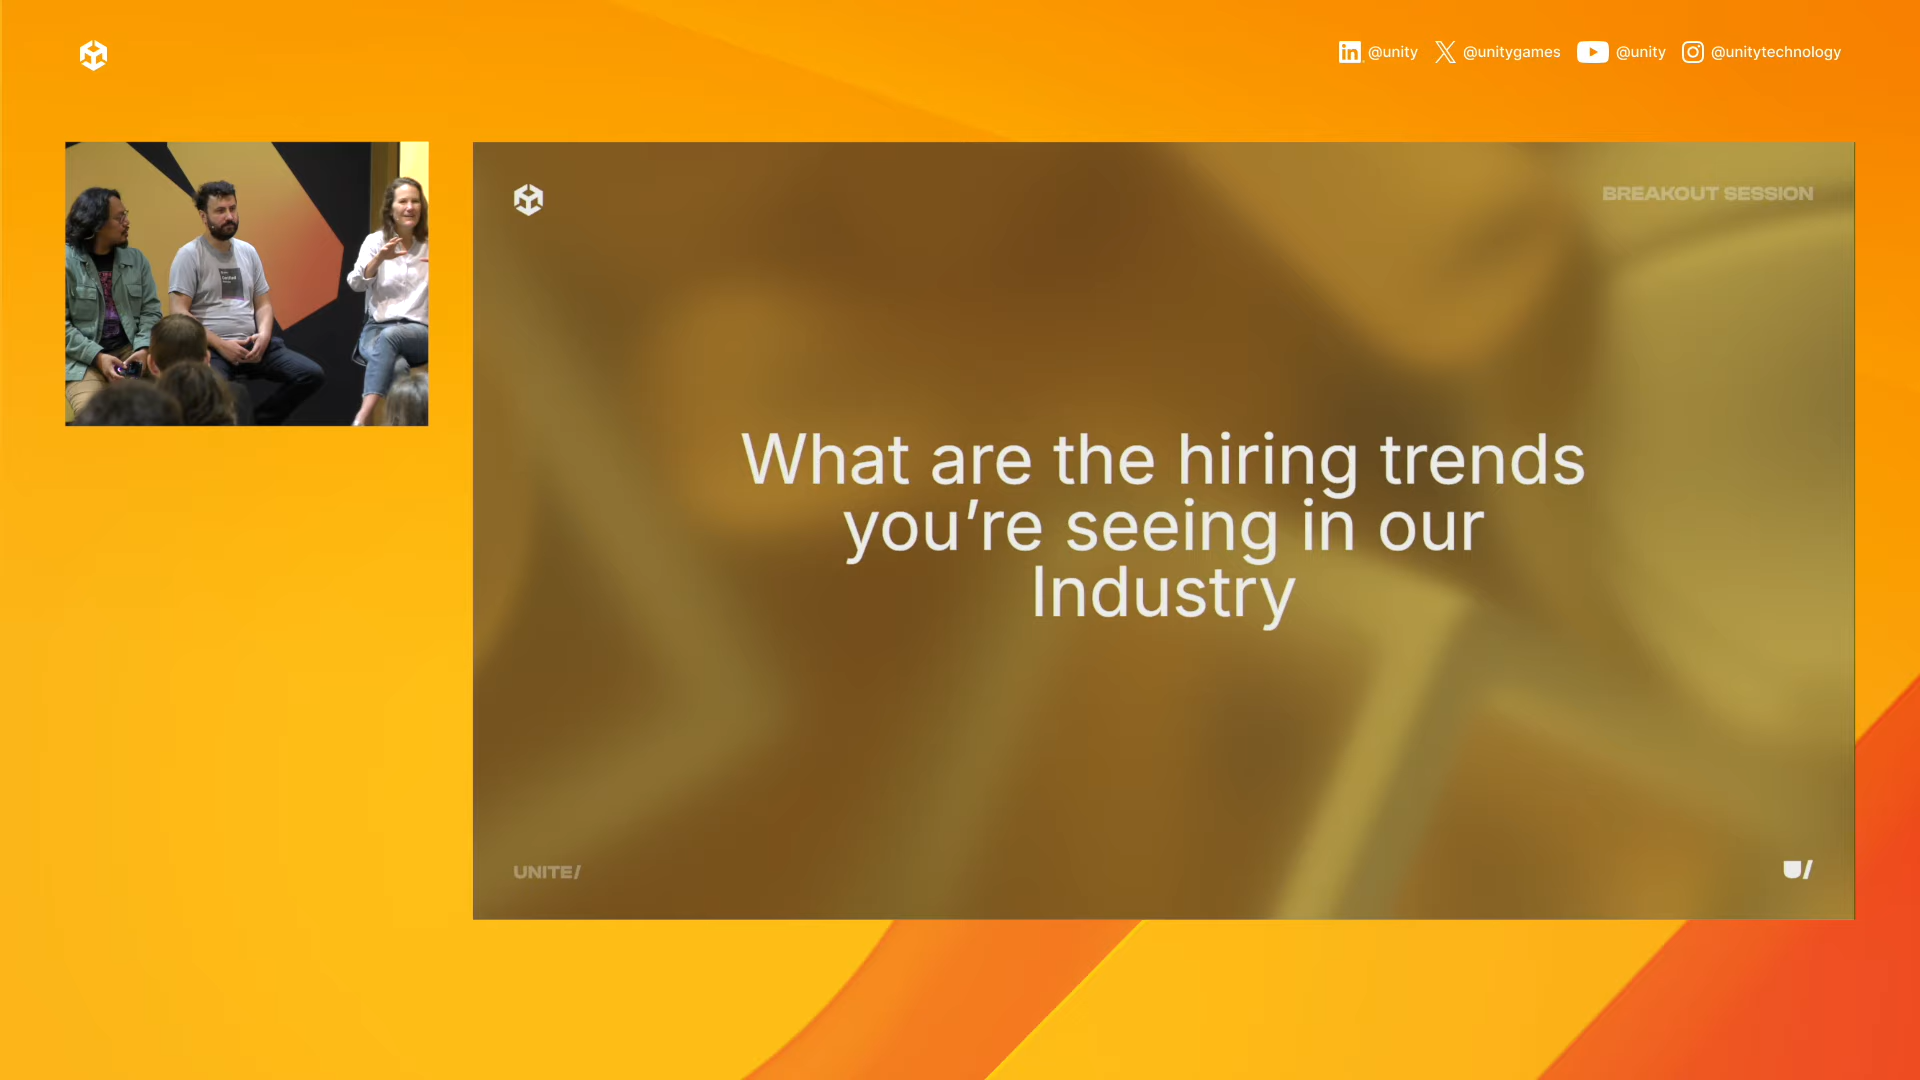 @unity @unitygames @unity @unitytechnology
BREAKOUT SESSION
What are the hiring trends
you’re seeing in our
Industry
UNITE/
U/